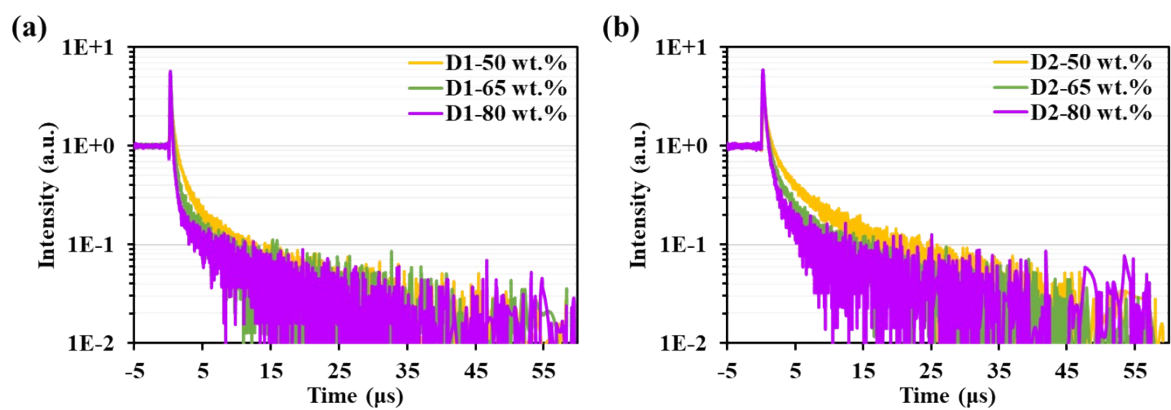 (a)
1E+1
1E+0
1E-1
1E-2
Intensity (a.u.)
D1-50 wt.%
D1-65 wt.%
D1-80 wt.%
-5 5 15 25 35 45 55
Time (μs)
(b)
1E+1
1E+0
1E-1
1E-2
Intensity (a.u.)
D2-50 wt.%
D2-65 wt.%
D2-80 wt.%
-5 5 15 25 35 45 55
Time (μs)